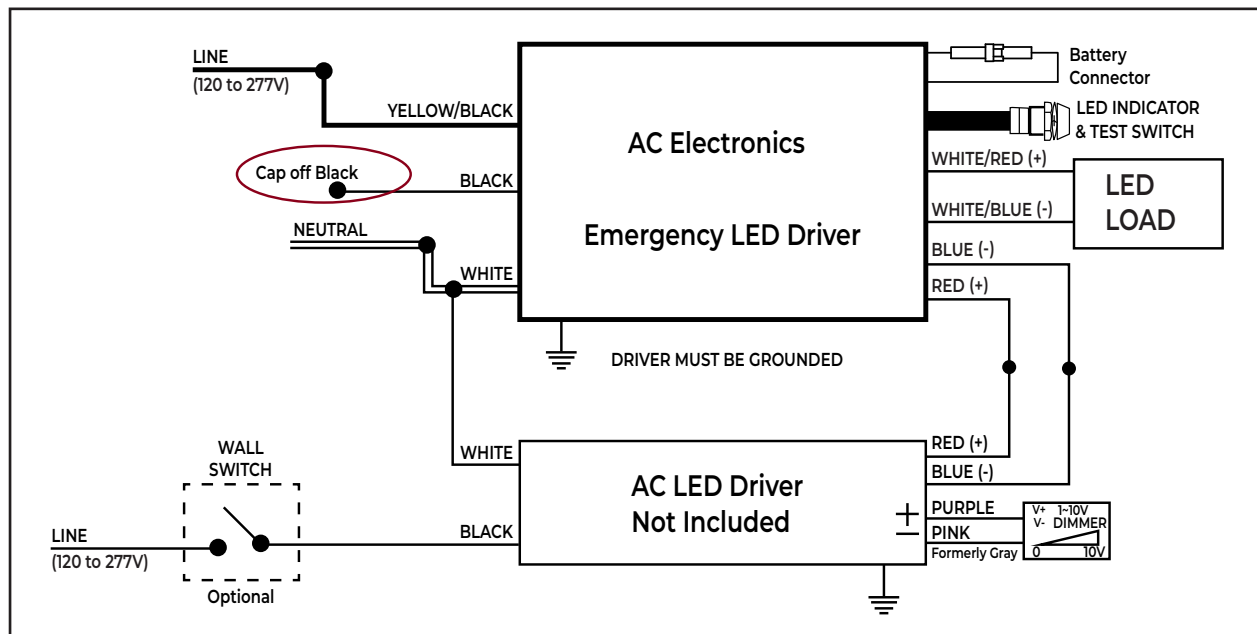 LINE
(120 to 277V)
YELLOW/BLACK
Cap off Black
BLACK
NEUTRAL
WHITE
AC Electronics
Emergency LED Driver
Battery
Connector
LED INDICATOR
& TEST SWITCH
WHITE/RED (+)
WHITE/BLUE (-)
LED
LOAD
BLUE (-)
RED (+)
DRIVER MUST BE GROUNDED
WALL
SWITCH
LINE
(120 to 277V)
Optional
WHITE
BLACK
AC LED Driver
Not Included
RED (+)
BLUE (-)
+
PURPLE
–
PINK
Formerly Gray
V+ 1~10V
V- DIMMER
0 10V